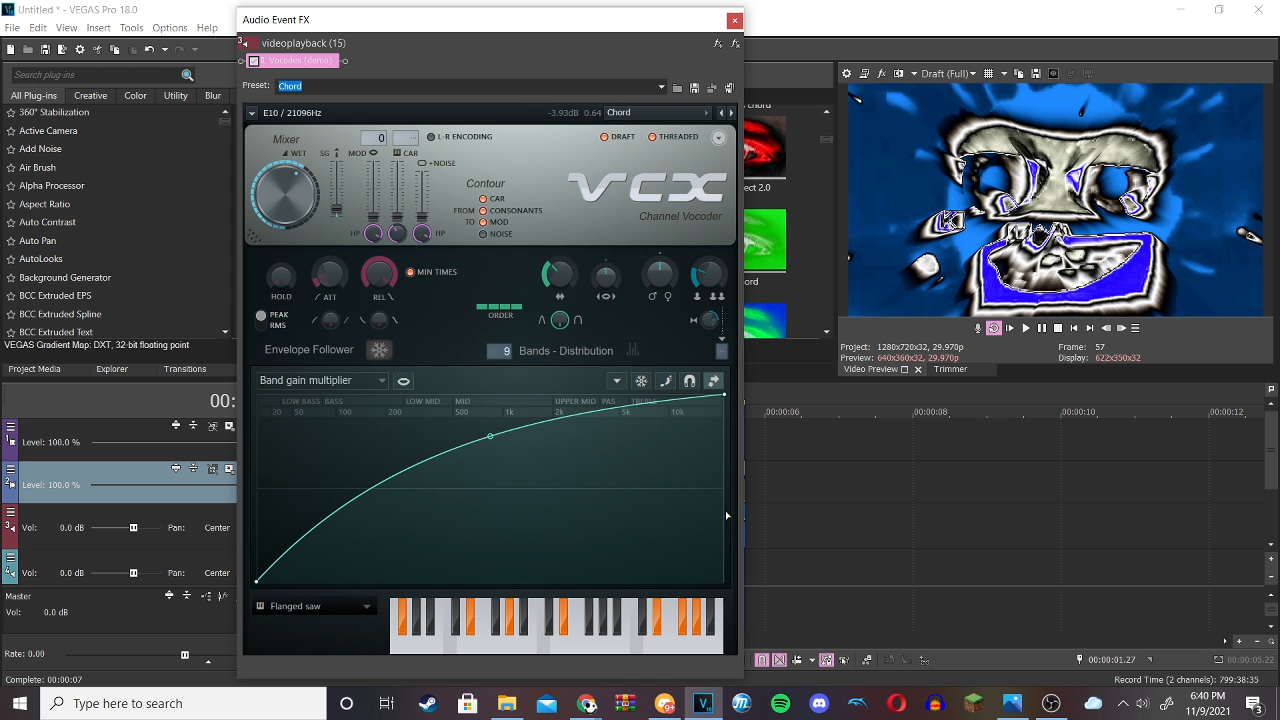 Untitled * - VEGAS Pro 18.0
File Edit View Insert Tools Options Help
Search plug-ins
All Plug-ins Creative Color Utility Blur
360° Stabilization
Active Camera
Add Noise
Air Brush
Alpha Processor
Aspect Ratio
Auto Contrast
Auto Pan
AutoLooks
Background Generator
BCC Extruded EPS
BCC Extruded Spline
BCC Extruded Text
VEGAS Gradient Map: DXT, 32-bit floating point
Project Media Explorer Transitions
00:
Level: 100.0 %
Level: 100.0 %
Vol: 0.0 dB Pan: Center
Vol: 0.0 dB Pan: Center
Master
Vol: 0.0 dB
Rate: 0.00
Complete: 00:00:07
Audio Event FX
videoplayback (15)
IL Vocodex (demo)
Preset: Chord
E10 / 21096Hz -3.93dB 0.64 Chord
Mixer 0 L-R ENCODING DRAFT THREADED
WET SG MOD CAR
+NOISE
Contour
CAR
FROM CONSONANTS
TO MOD
NOISE
HP HP
VCX
Channel Vocoder
HOLD ATT REL MIN TIMES
ORDER
PEAK
RMS
Envelope Follower
9 Bands - Distribution
Band gain multiplier
LOW BASS BASS LOW MID MID UPPER MID PAS TREBLE
20 50 100 200 500 1k 2k 5k 10k
Flanged saw
chord
ct 2.0
ord
Draft (Full)
Project: 1280x720x32, 29.970p
Preview: 640x360x32, 29.970p
Frame: 57
Display: 622x350x32
Video Preview Trimmer
00:00:06 00:00:08 00:00:10 00:00:12
00:00:01.27 00:00:05.22
Record Time (2 channels): 799:38:35
Type here to search
9+
6:40 PM
11/9/2021
3